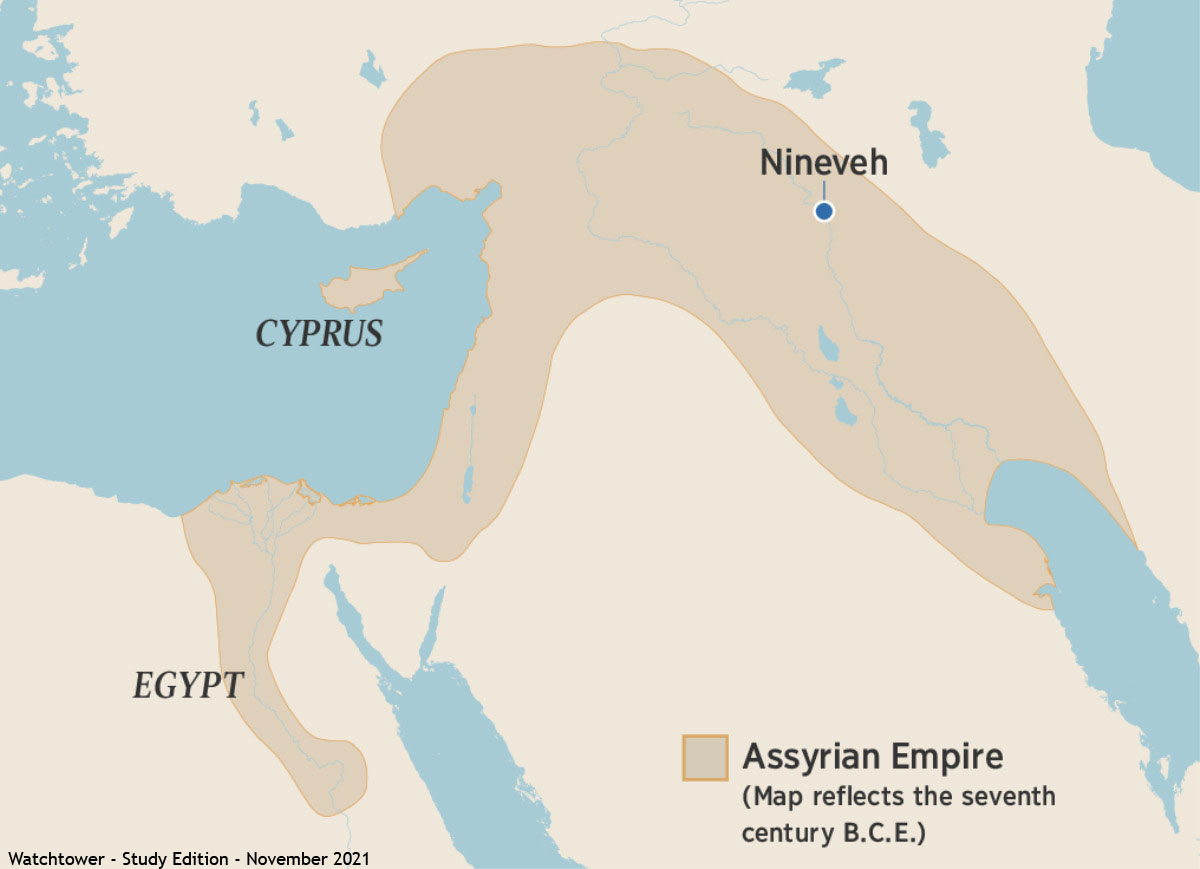 Nineveh
CYPRUS
EGYPT
Assyrian Empire
(Map reflects the seventh
century B.C.E.)
Watchtower - Study Edition - November 2021